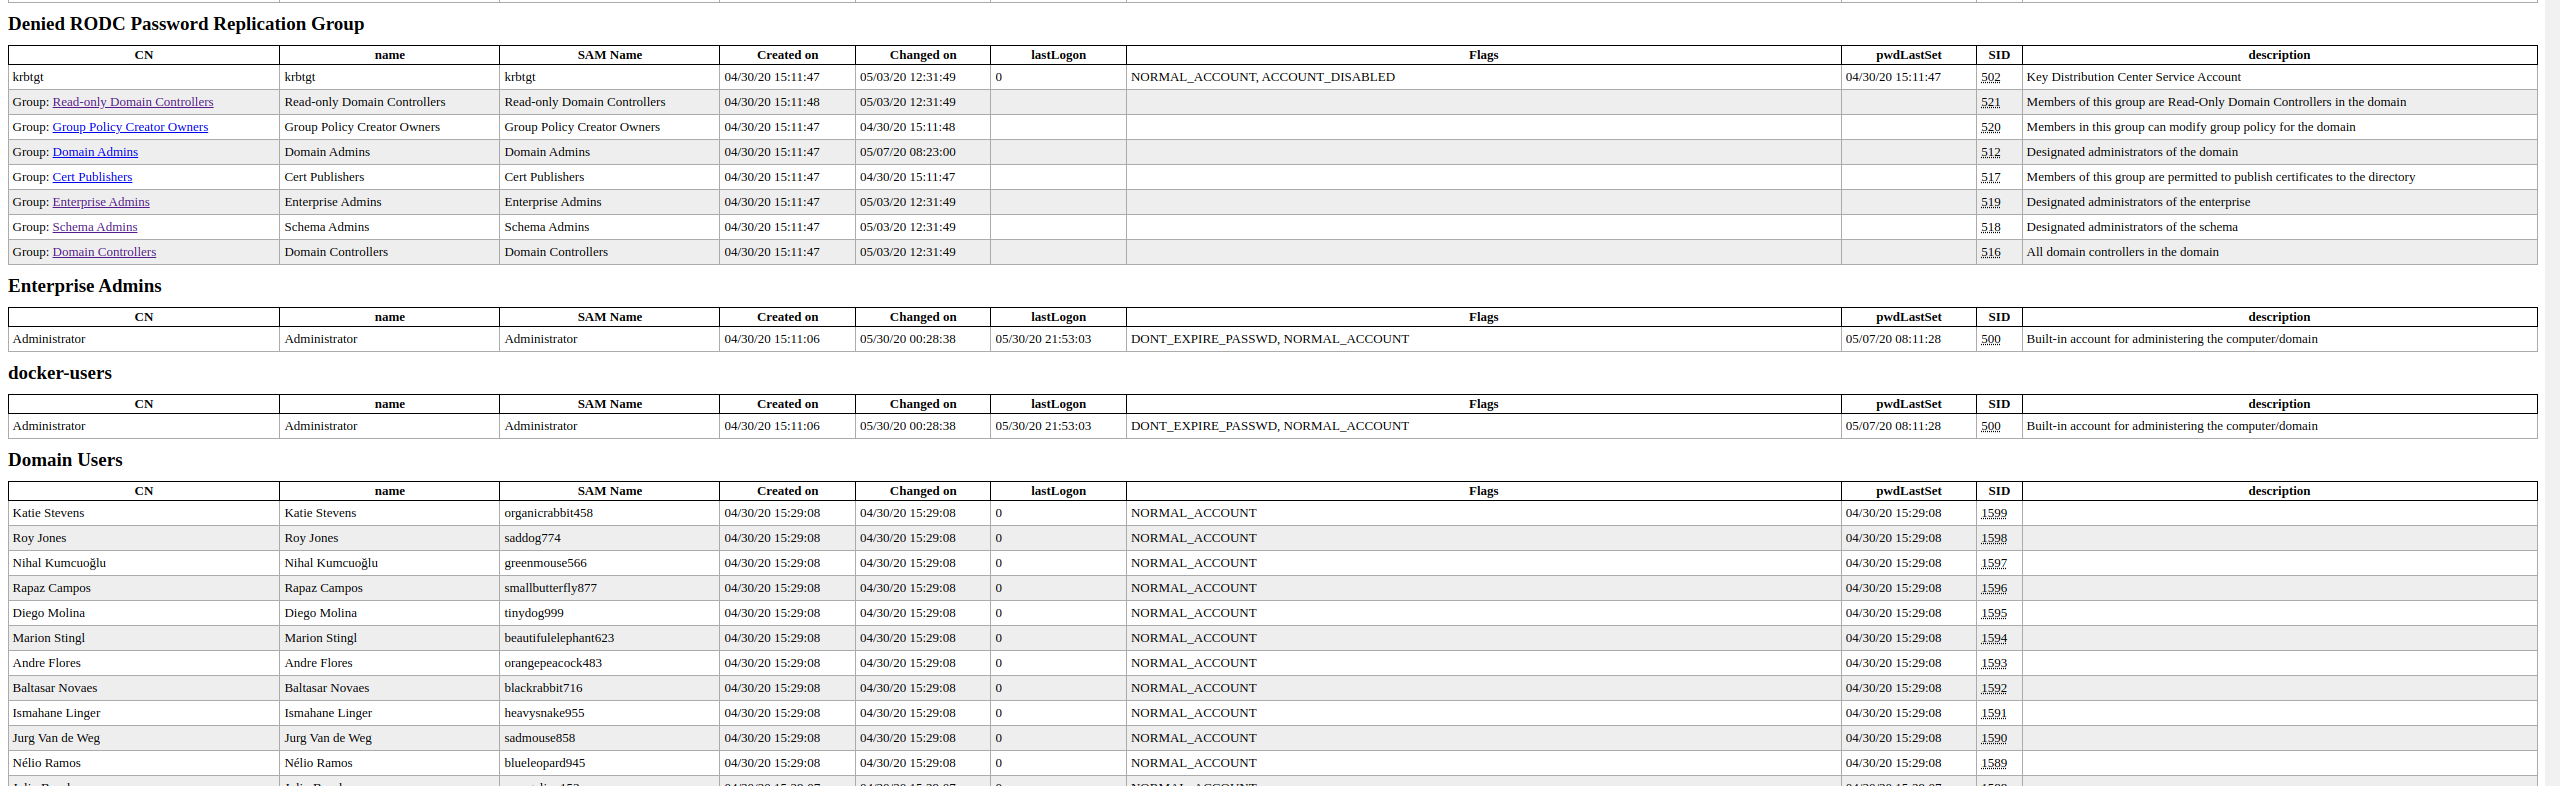 Denied RODC Password Replication Group
CN name SAM Name Created on Changed on lastLogon Flags pwdLastSet SID description
krbtgt krbtgt krbtgt 04/30/20 15:11:47 05/03/20 12:31:49 0 NORMAL_ACCOUNT, ACCOUNT_DISABLED 04/30/20 15:11:47 502 Key Distribution Center Service Account
Group: Read-only Domain Controllers Read-only Domain Controllers Read-only Domain Controllers 04/30/20 15:11:48 05/03/20 12:31:49 521 Members of this group are Read-Only Domain Controllers in the domain
Group: Group Policy Creator Owners Group Policy Creator Owners Group Policy Creator Owners 04/30/20 15:11:47 04/30/20 15:11:48 520 Members in this group can modify group policy for the domain
Group: Domain Admins Domain Admins Domain Admins 04/30/20 15:11:47 05/07/20 08:23:00 512 Designated administrators of the domain
Group: Cert Publishers Cert Publishers Cert Publishers 04/30/20 15:11:47 04/30/20 15:11:47 517 Members of this group are permitted to publish certificates to the directory
Group: Enterprise Admins Enterprise Admins Enterprise Admins 04/30/20 15:11:47 05/03/20 12:31:49 519 Designated administrators of the enterprise
Group: Schema Admins Schema Admins Schema Admins 04/30/20 15:11:47 05/03/20 12:31:49 518 Designated administrators of the schema
Group: Domain Controllers Domain Controllers Domain Controllers 04/30/20 15:11:47 05/03/20 12:31:49 516 All domain controllers in the domain
Enterprise Admins
CN name SAM Name Created on Changed on lastLogon Flags pwdLastSet SID description
Administrator Administrator Administrator 04/30/20 15:11:06 05/30/20 00:28:38 05/30/20 21:53:03 DONT_EXPIRE_PASSWD, NORMAL_ACCOUNT 05/07/20 08:11:28 500 Built-in account for administering the computer/domain
docker-users
CN name SAM Name Created on Changed on lastLogon Flags pwdLastSet SID description
Administrator Administrator Administrator 04/30/20 15:11:06 05/30/20 00:28:38 05/30/20 21:53:03 DONT_EXPIRE_PASSWD, NORMAL_ACCOUNT 05/07/20 08:11:28 500 Built-in account for administering the computer/domain
Domain Users
CN name SAM Name Created on Changed on lastLogon Flags pwdLastSet SID description
Katie Stevens Katie Stevens organicrabbit458 04/30/20 15:29:08 04/30/20 15:29:08 0 NORMAL_ACCOUNT 04/30/20 15:29:08 1599
Roy Jones Roy Jones saddog774 04/30/20 15:29:08 04/30/20 15:29:08 0 NORMAL_ACCOUNT 04/30/20 15:29:08 1598
Nihal Kumcuoğlu Nihal Kumcuoğlu greenmouse566 04/30/20 15:29:08 04/30/20 15:29:08 0 NORMAL_ACCOUNT 04/30/20 15:29:08 1597
Rapaz Campos Rapaz Campos smallbutterfly877 04/30/20 15:29:08 04/30/20 15:29:08 0 NORMAL_ACCOUNT 04/30/20 15:29:08 1596
Diego Molina Diego Molina tinydog999 04/30/20 15:29:08 04/30/20 15:29:08 0 NORMAL_ACCOUNT 04/30/20 15:29:08 1595
Marion Stingl Marion Stingl beautifulelephant623 04/30/20 15:29:08 04/30/20 15:29:08 0 NORMAL_ACCOUNT 04/30/20 15:29:08 1594
Andre Flores Andre Flores orangepeacock483 04/30/20 15:29:08 04/30/20 15:29:08 0 NORMAL_ACCOUNT 04/30/20 15:29:08 1593
Baltasar Novaes Baltasar Novaes blackrabbit716 04/30/20 15:29:08 04/30/20 15:29:08 0 NORMAL_ACCOUNT 04/30/20 15:29:08 1592
Ismahane Linger Ismahane Linger heavysnake955 04/30/20 15:29:08 04/30/20 15:29:08 0 NORMAL_ACCOUNT 04/30/20 15:29:08 1591
Jurg Van de Weg Jurg Van de Weg sadmouse858 04/30/20 15:29:08 04/30/20 15:29:08 0 NORMAL_ACCOUNT 04/30/20 15:29:08 1590
Nélio Ramos Nélio Ramos blueleopard945 04/30/20 15:29:08 04/30/20 15:29:08 0 NORMAL_ACCOUNT 04/30/20 15:29:08 1589